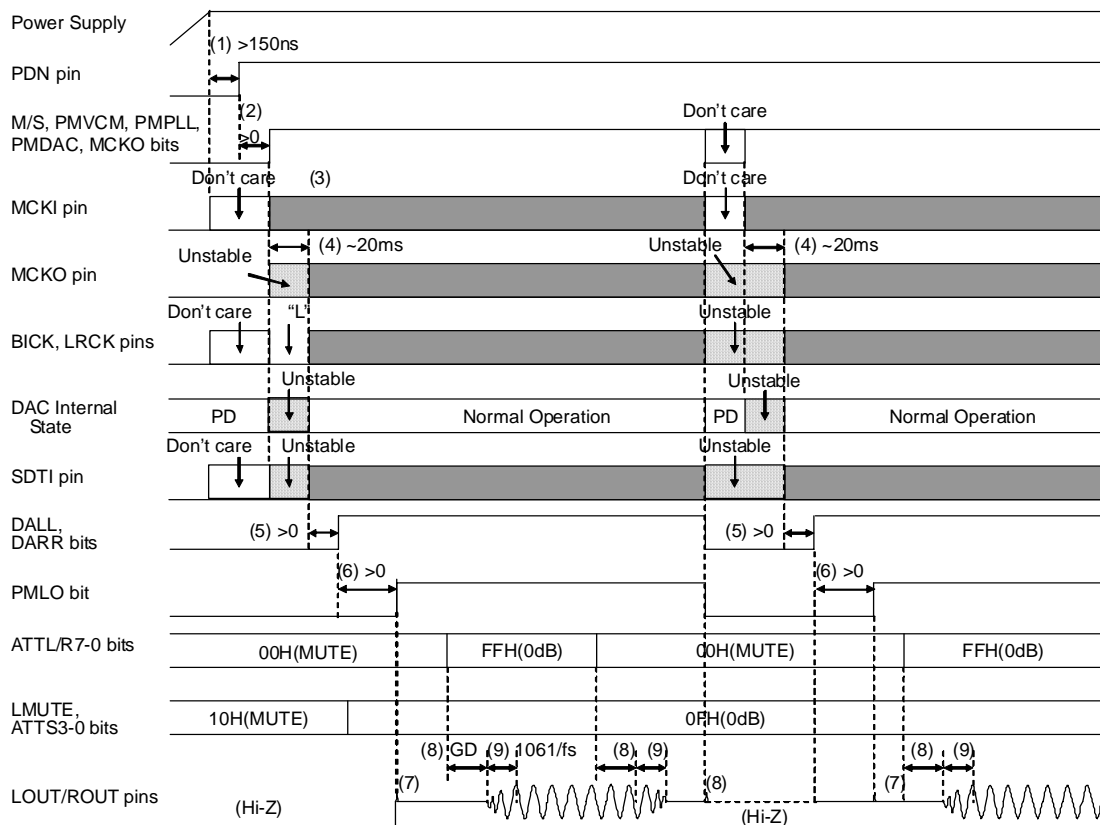 Power Supply
(1) >150ns
PDN pin
(2)
>0
M/S, PMVCM, PMPLL,
PMDAC, MCKO bits
Don't care
Don't care (3) Don't care
MCKI pin
(4) ~20ms (4) ~20ms
Unstable Unstable
MCKO pin
Don't care "L" Unstable
BICK, LRCK pins
Unstable Unstable
DAC Internal
State
PD Normal Operation PD Normal Operation
Don't care Unstable Unstable
SDTI pin
DALL,
DARR bits
(5) >0 (5) >0
(6) >0 (6) >0
PMLO bit
ATTL/R7-0 bits
00H(MUTE) FFH(0dB) 00H(MUTE) FFH(0dB)
LMUTE,
ATTS3-0 bits
10H(MUTE) 0FH(0dB)
(8) GD (9) 1061/fs (8) (9) (8) (9)
(7) (8) (7)
LOUT/ROUT pins
(Hi-Z) (Hi-Z)